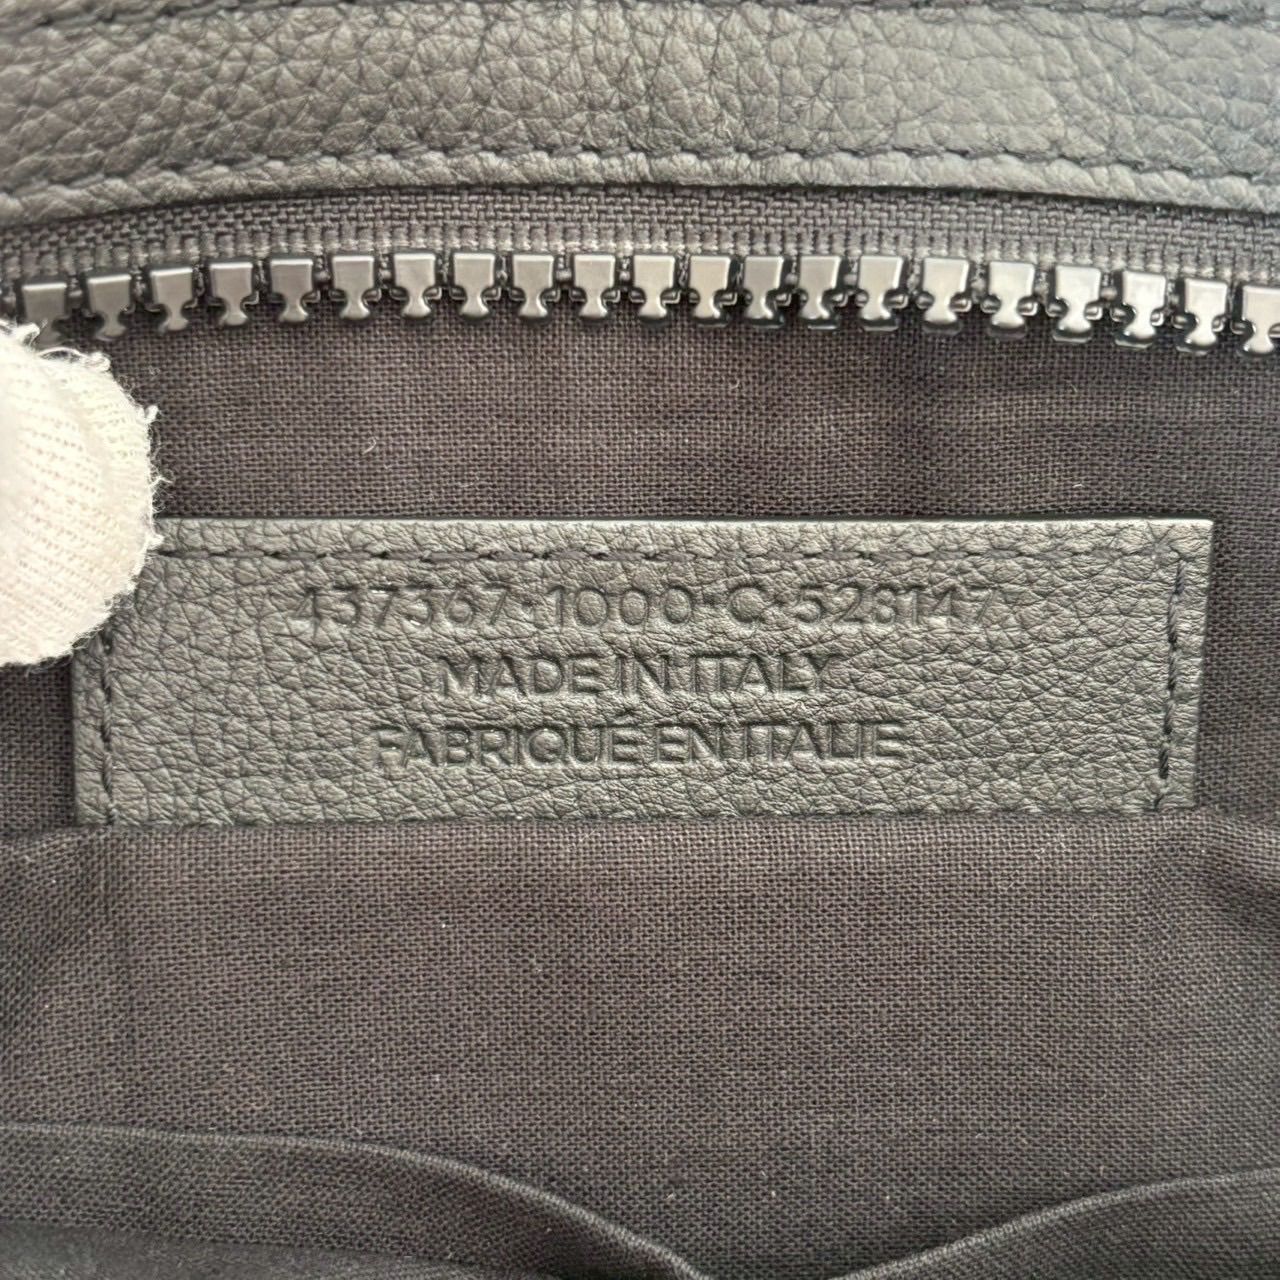 437367·1000·C·528147
MADE IN ITALY
FABRIQUÉ EN ITALIE